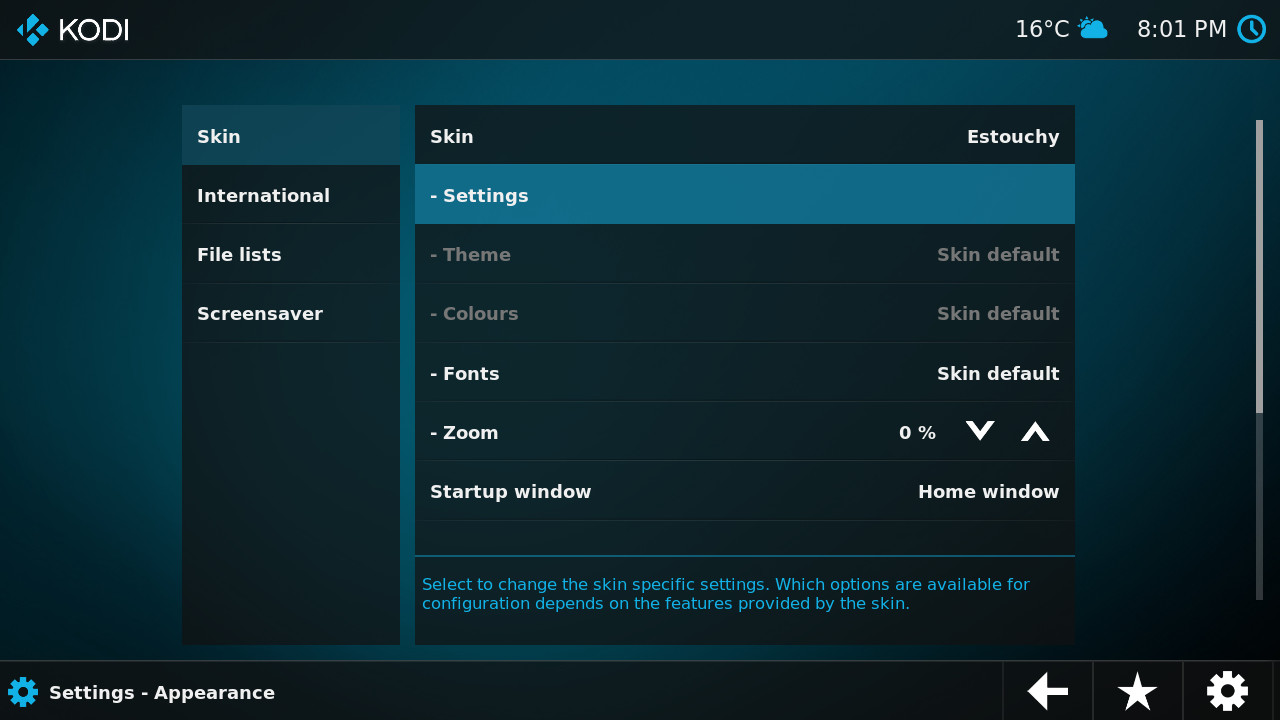 KODI
16°C 8:01 PM
Skin
International
File lists
Screensaver
Skin Estouchy
- Settings
- Theme Skin default
- Colours Skin default
- Fonts Skin default
- Zoom 0 %
Startup window Home window
Select to change the skin specific settings. Which options are available for
configuration depends on the features provided by the skin.
Settings - Appearance